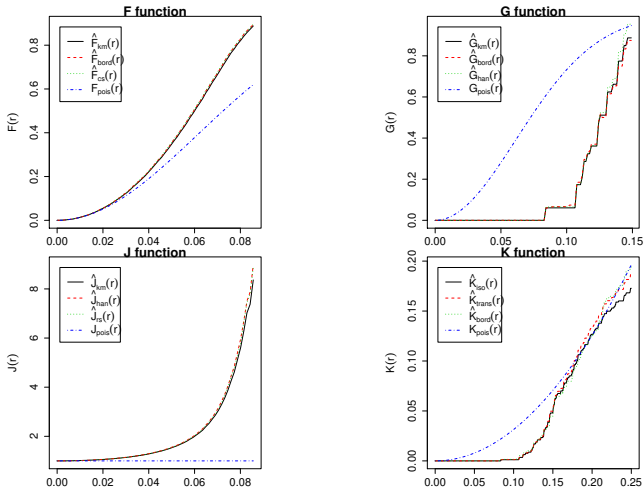 F function
F̂km(r)
F̂bord(r)
F̂cs(r)
Fpois(r)
F(r)
0.0 0.2 0.4 0.6 0.8
0.00 0.02 0.04 0.06 0.08
G function
Ĝkm(r)
Ĝbord(r)
Ĝhan(r)
Gpois(r)
G(r)
0.0 0.2 0.4 0.6 0.8
0.00 0.05 0.10 0.15
J function
Ĵkm(r)
Ĵhan(r)
Ĵrs(r)
Jpois(r)
J(r)
2 4 6 8
0.00 0.02 0.04 0.06 0.08
K function
K̂iso(r)
K̂trans(r)
K̂bord(r)
Kpois(r)
K(r)
0.00 0.05 0.10 0.15 0.20
0.00 0.05 0.10 0.15 0.20 0.25